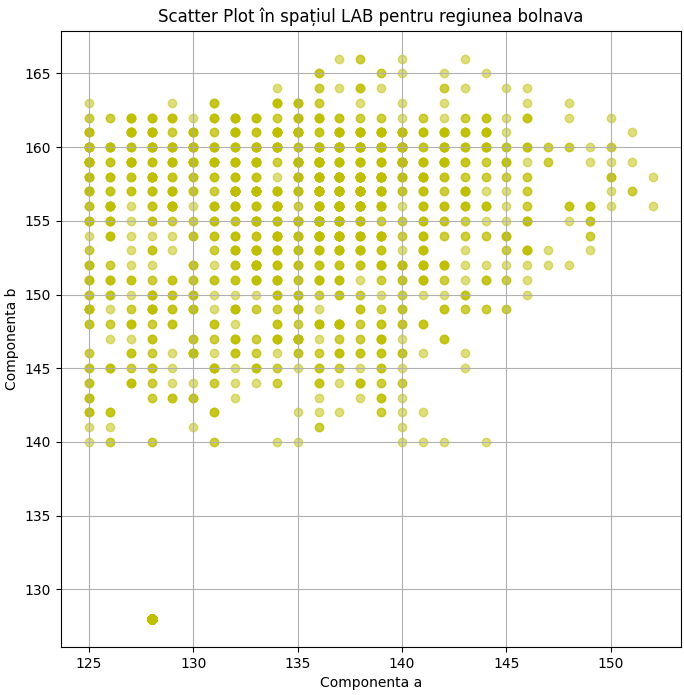 Scatter Plot în spațiul LAB pentru regiunea bolnava
165
160
155
150
145
140
135
130
Componenta b
125 130 135 140 145 150
Componenta a